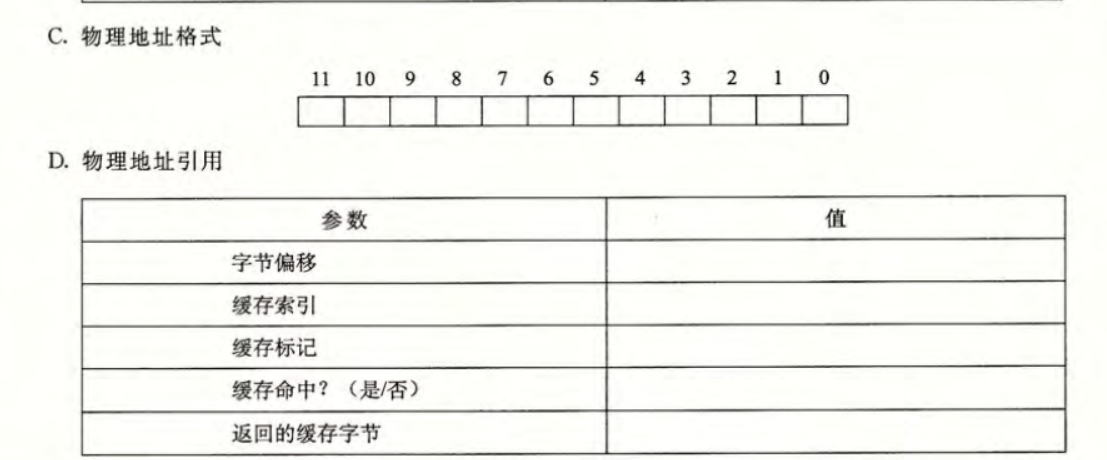 C. 物理地址格式
11 10 9 8 7 6 5 4 3 2 1 0
D. 物理地址引用
参数 值
字节偏移
缓存索引
缓存标记
缓存命中？（是/否）
返回的缓存字节